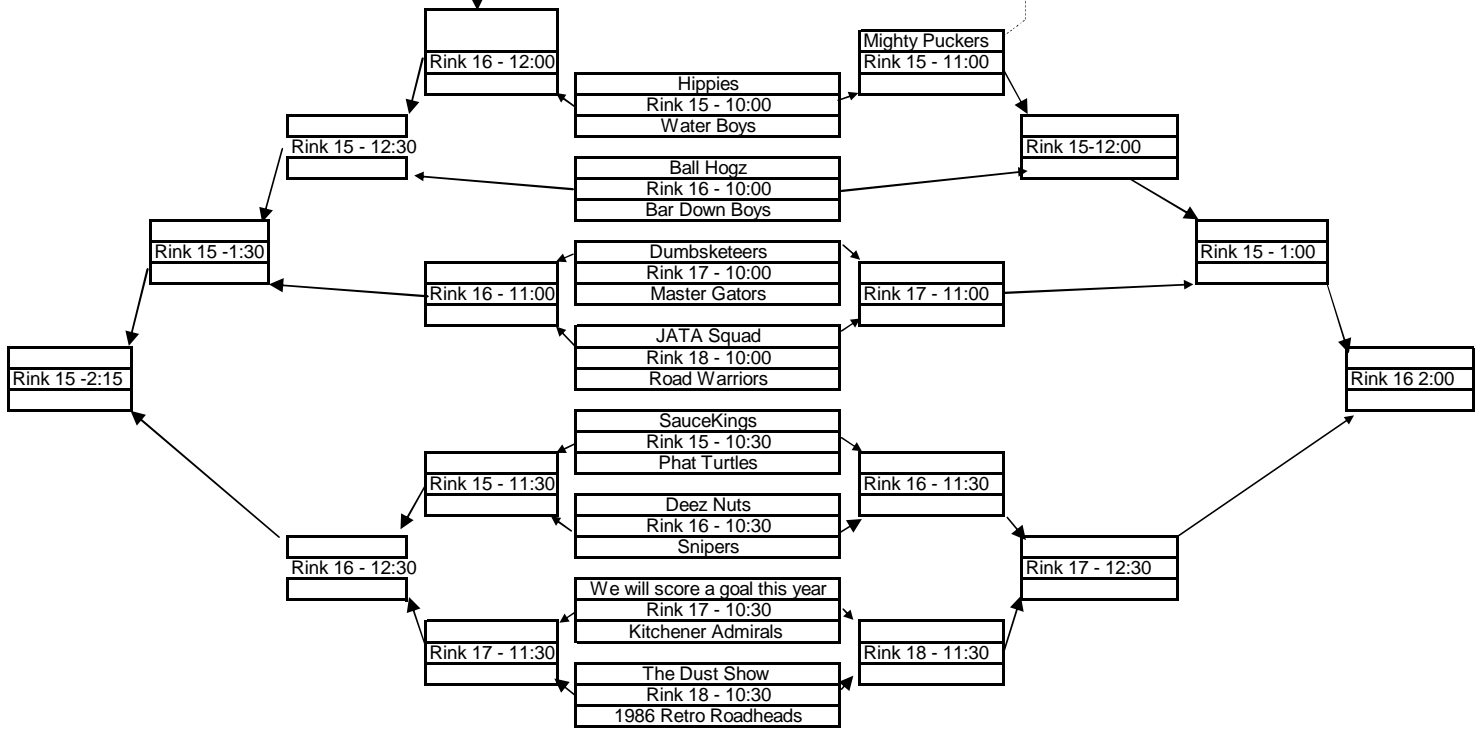 Mighty Puckers
Rink 16 - 12:00
Rink 15 - 11:00
Hippies
Rink 15 - 10:00
Water Boys
Rink 15 - 12:30
Rink 15-12:00
Ball Hogz
Rink 16 - 10:00
Bar Down Boys
Rink 15 -1:30
Rink 15 - 1:00
Dumbsketeers
Rink 17 - 10:00
Master Gators
Rink 16 - 11:00
Rink 17 - 11:00
JATA Squad
Rink 18 - 10:00
Road Warriors
Rink 15 -2:15
Rink 16 2:00
SauceKings
Rink 15 - 10:30
Phat Turtles
Rink 15 - 11:30
Rink 16 - 11:30
Deez Nuts
Rink 16 - 10:30
Snipers
Rink 16 - 12:30
Rink 17 - 12:30
We will score a goal this year
Rink 17 - 10:30
Kitchener Admirals
Rink 17 - 11:30
Rink 18 - 11:30
The Dust Show
Rink 18 - 10:30
1986 Retro Roadheads